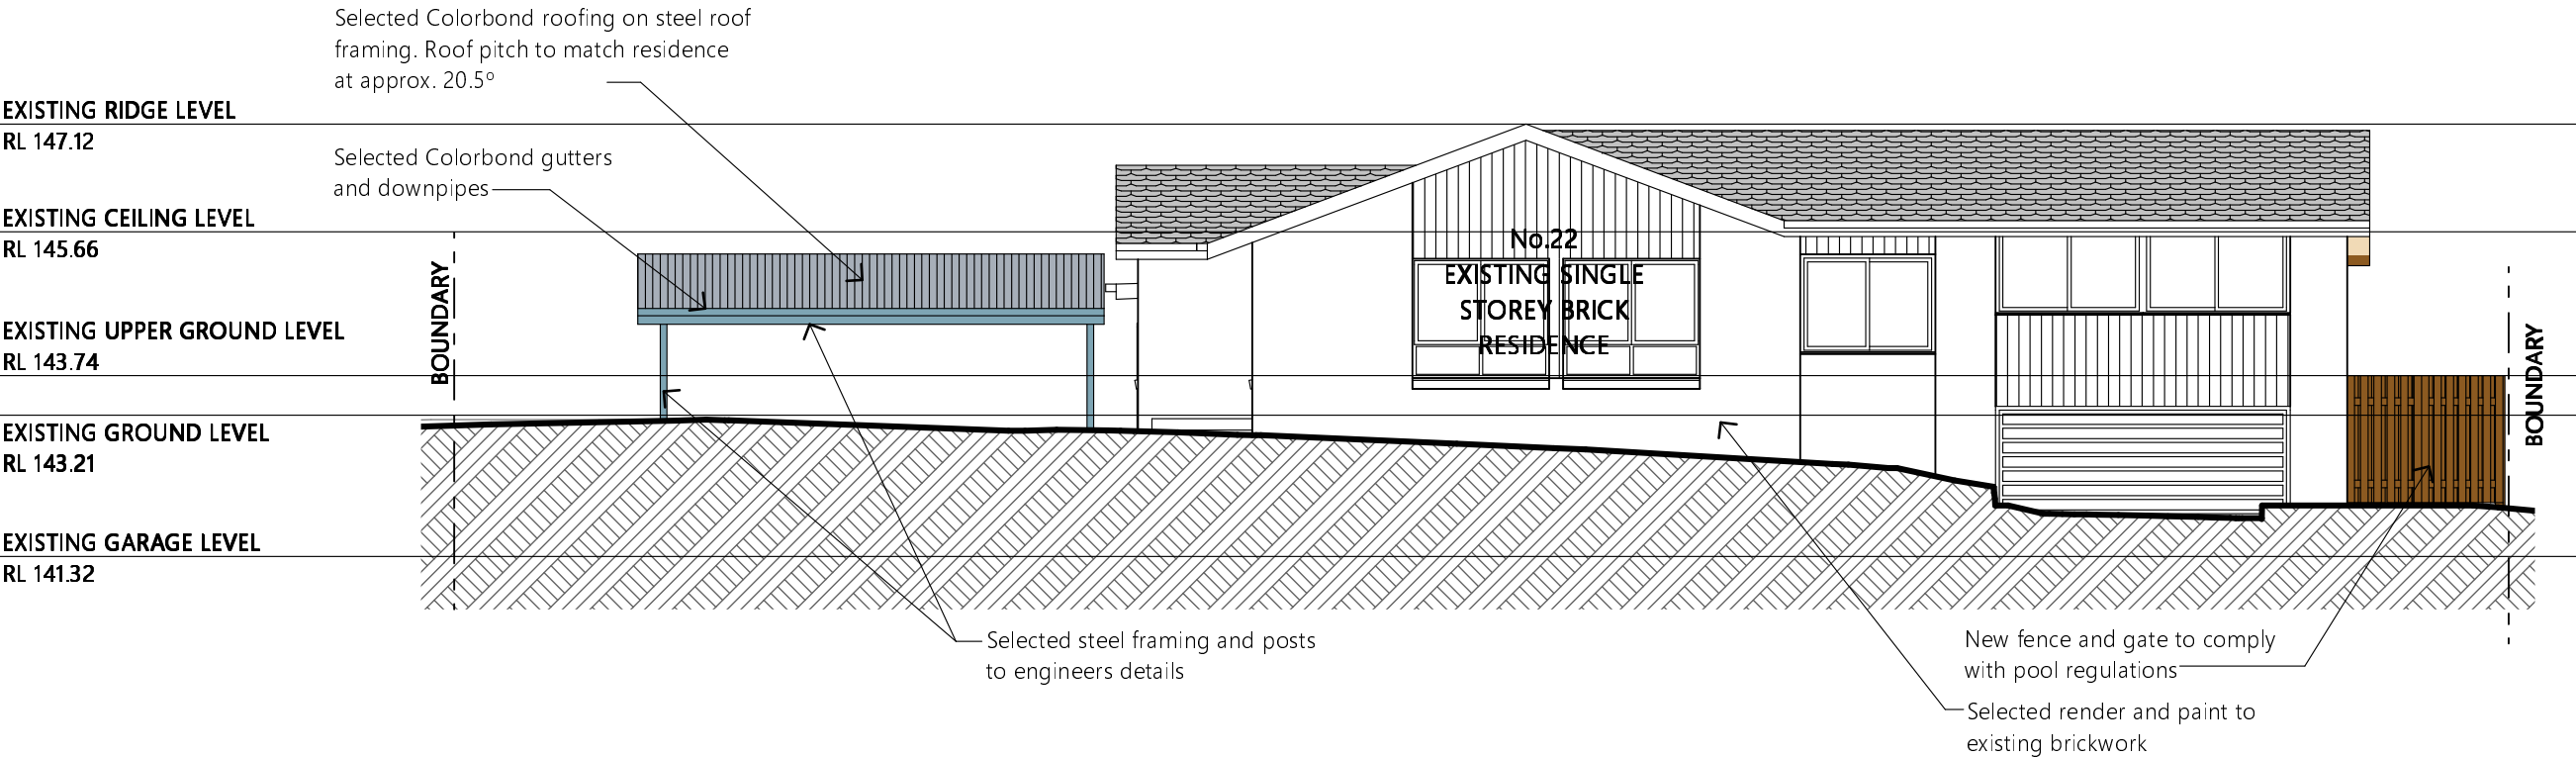 Selected Colorbond roofing on steel roof
framing. Roof pitch to match residence
at approx. 20.5º
EXISTING RIDGE LEVEL
RL 147.12
Selected Colorbond gutters
and downpipes
EXISTING CEILING LEVEL
RL 145.66
No.22
EXISTING SINGLE
STOREY BRICK
RESIDENCE
BOUNDARY
EXISTING UPPER GROUND LEVEL
RL 143.74
BOUNDARY
EXISTING GROUND LEVEL
RL 143.21
EXISTING GARAGE LEVEL
RL 141.32
Selected steel framing and posts
to engineers details
New fence and gate to comply
with pool regulations
Selected render and paint to
existing brickwork